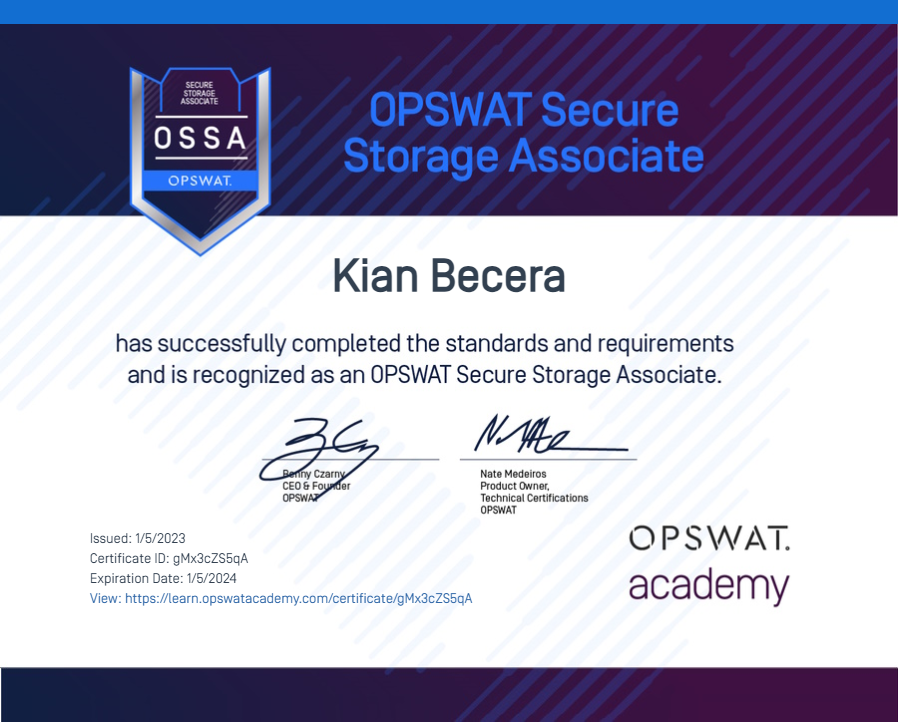 SECURE
STORAGE
ASSOCIATE
OSSA
OPSWAT.
OPSWAT Secure
Storage Associate
Kian Becera
has successfully completed the standards and requirements
and is recognized as an OPSWAT Secure Storage Associate.
Benny Czarny
CEO & Founder
OPSWAT
Nate Medeiros
Product Owner,
Technical Certifications
OPSWAT
Issued: 1/5/2023
Certificate ID: gMx3cZS5qA
Expiration Date: 1/5/2024
View: https://learn.opswatacademy.com/certificate/gMx3cZS5qA
OPSWAT.
academy